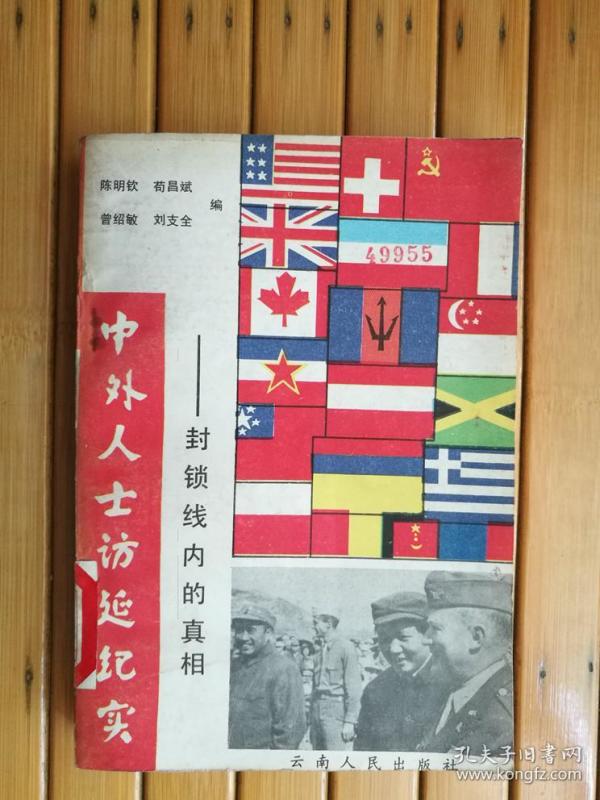 陈明钦 苟昌斌
曾绍敏 刘支全
编
49955
中外人士访延纪实
——封锁线内的真相
云南人民出版社
孔夫子旧书网
www.kongfz.com